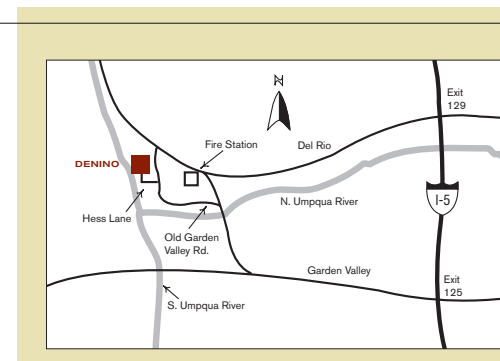 N
Exit
129
Fire Station
Del Rio
DENINO
I-5
N. Umpqua River
Hess Lane
Old Garden
Valley Rd.
Garden Valley
Exit
125
S. Umpqua River